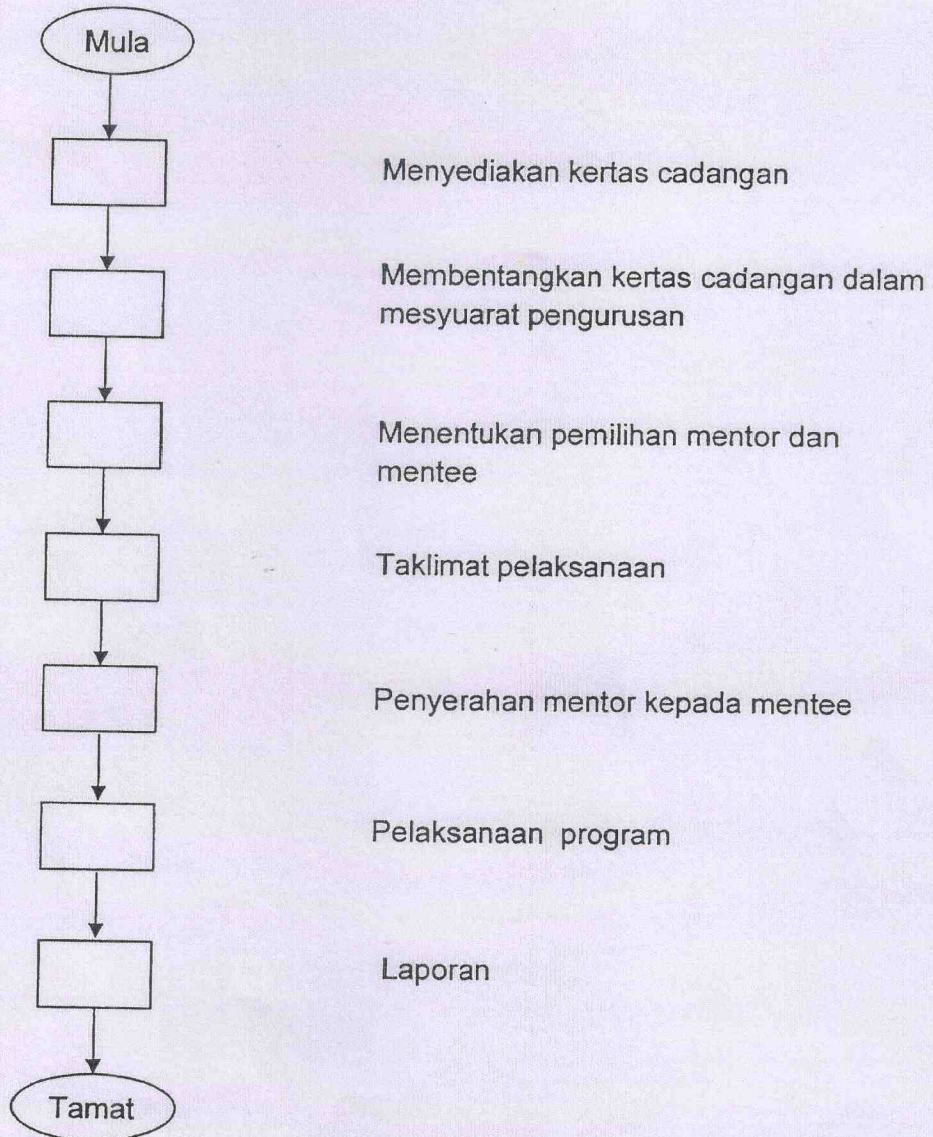 Mula
Menyediakan kertas cadangan
Membentangkan kertas cadangan dalam
mesyuarat pengurusan
Menentukan pemilihan mentor dan
mentee
Taklimat pelaksanaan
Penyerahan mentor kepada mentee
Pelaksanaan program
Laporan
Tamat